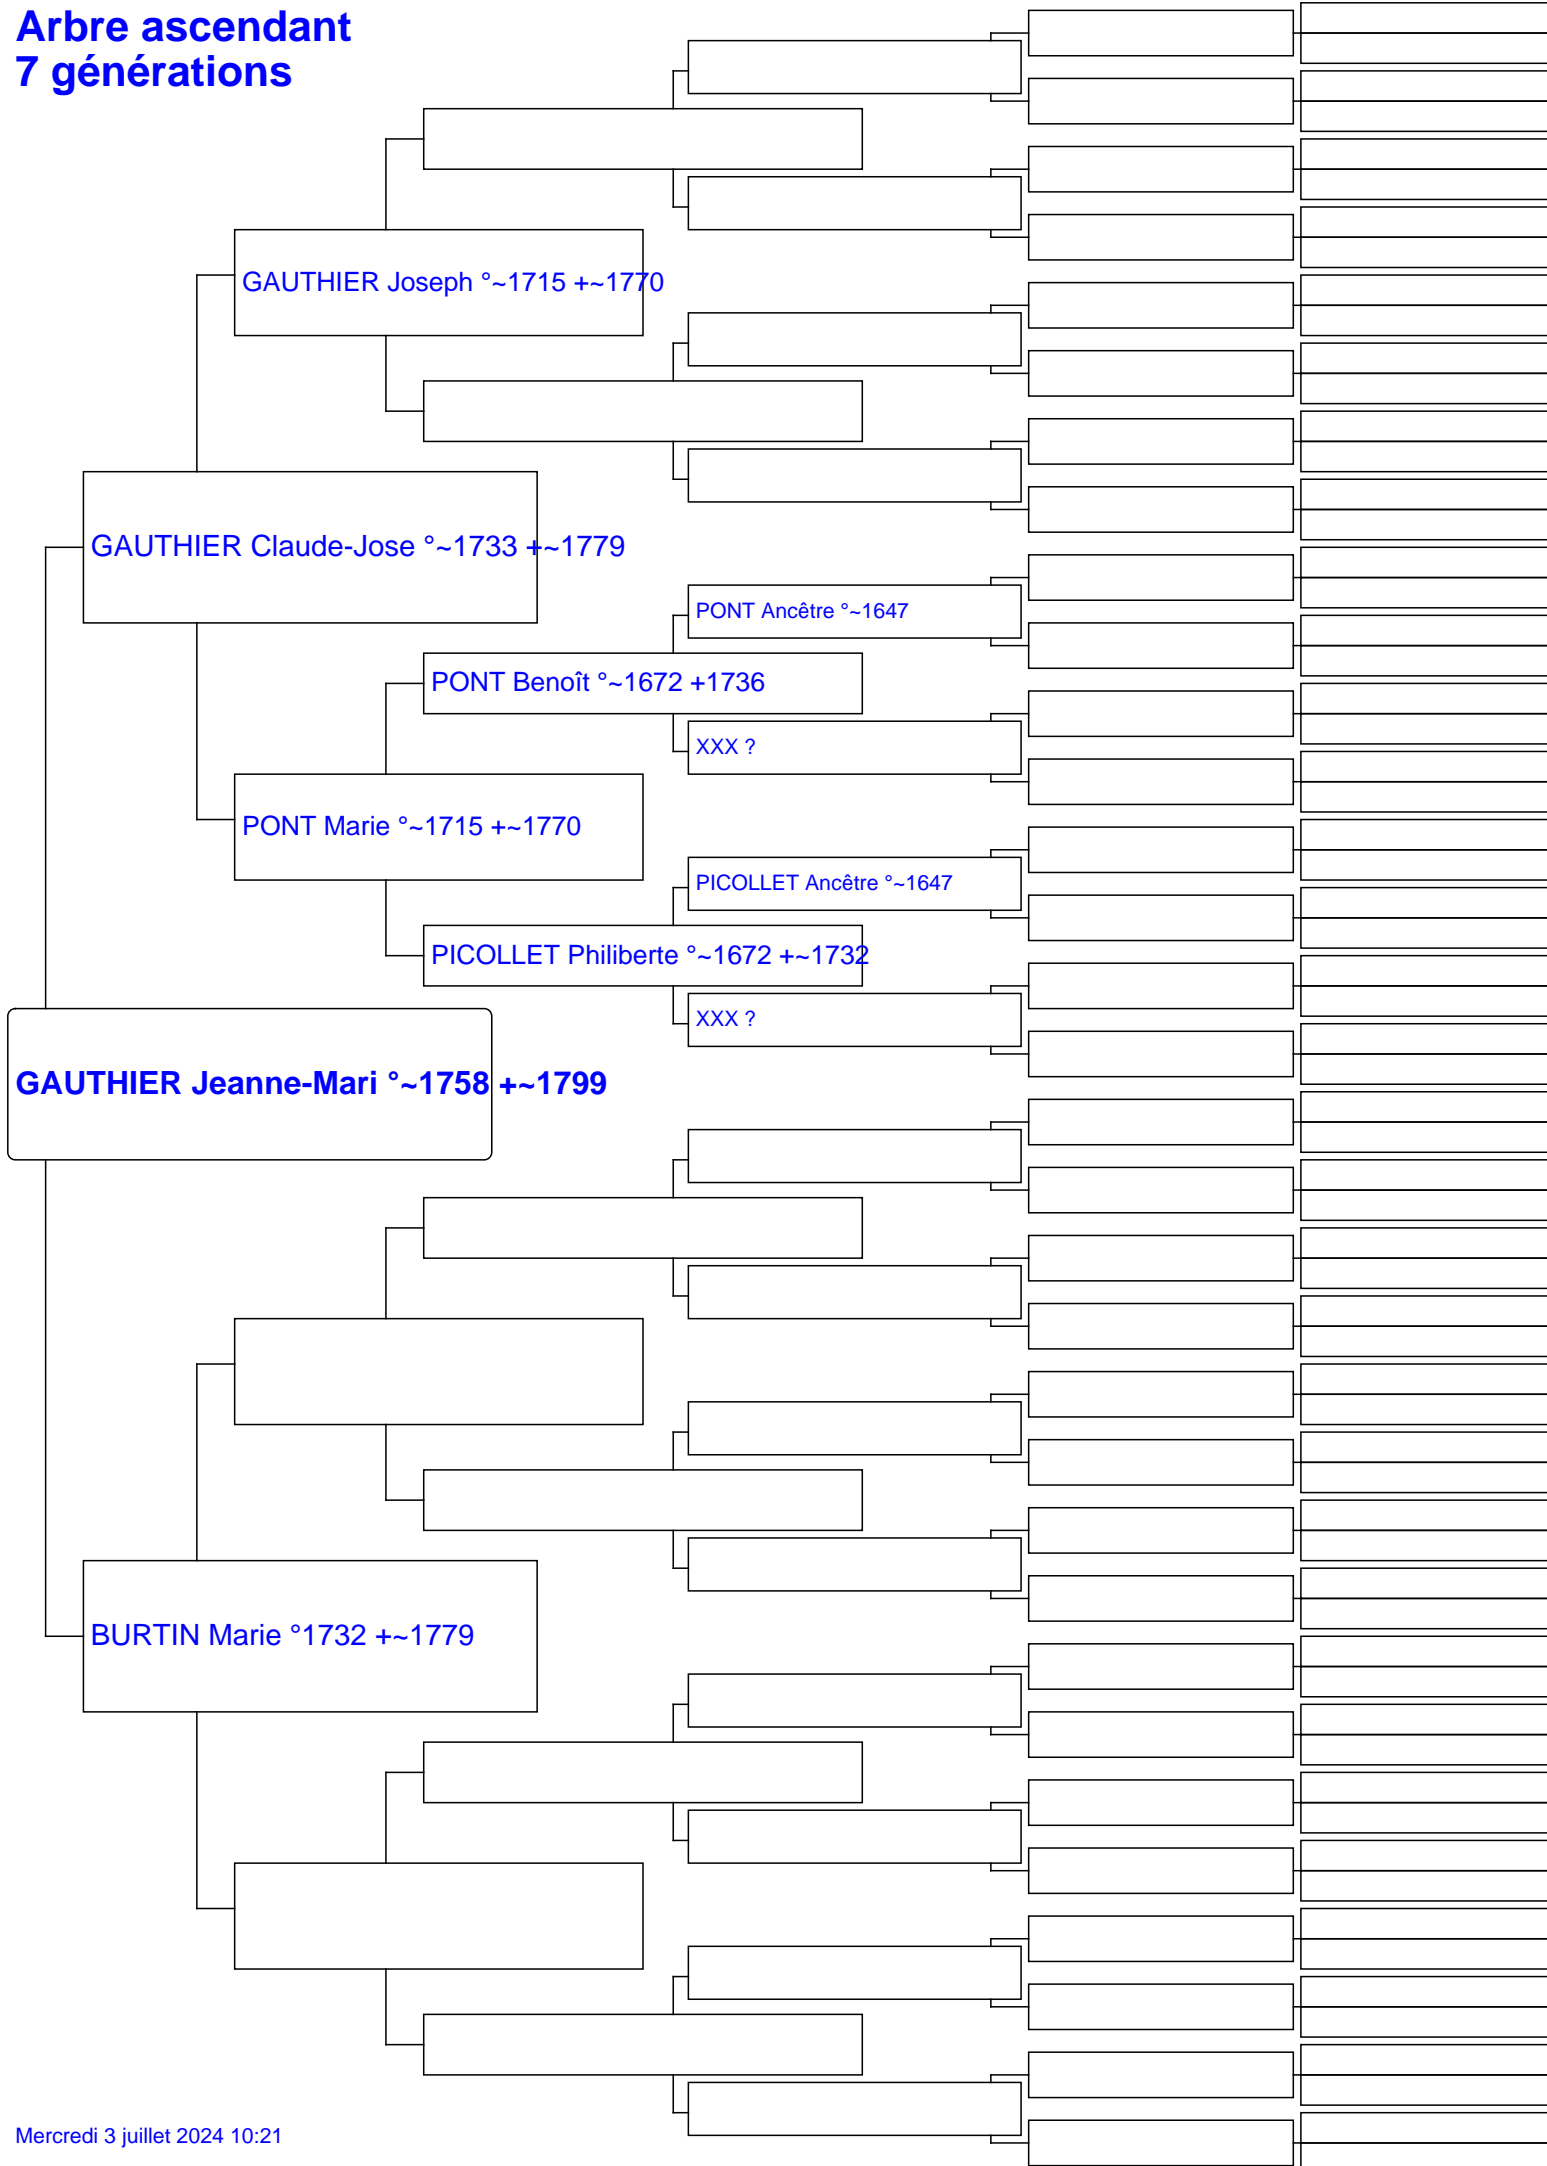 Arbre ascendant
7 générations
GAUTHIER Joseph °~1715 +~1770
GAUTHIER Claude-Jose °~1733 +~1779
PONT Ancêtre °~1647
PONT Benoît °~1672 +1736
XXX ?
PONT Marie °~1715 +~1770
PICOLLET Ancêtre °~1647
PICOLLET Philiberte °~1672 +~1732
XXX ?
GAUTHIER Jeanne-Mari °~1758 +~1799
BURTIN Marie °1732 +~1779
Mercredi 3 juillet 2024 10:21